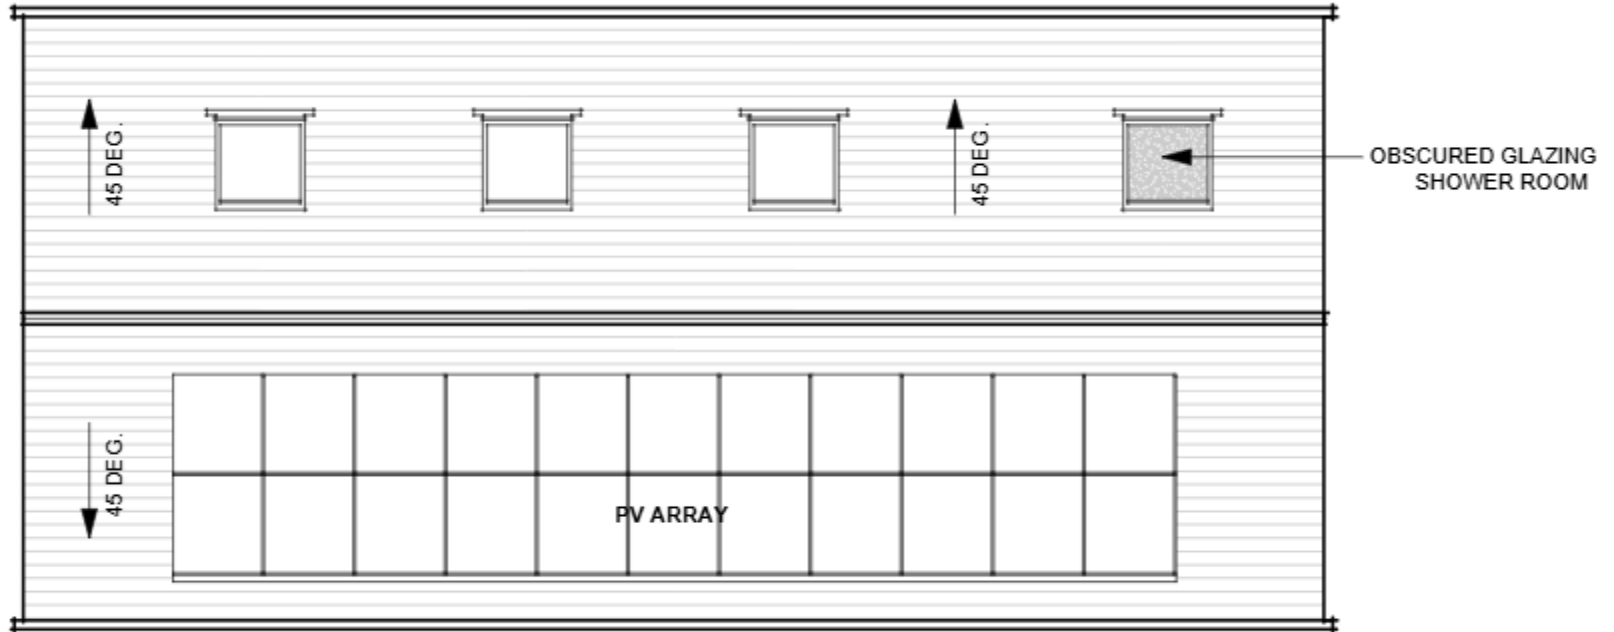 45 DEG.
45 DEG.
OBSCURED GLAZING
SHOWER ROOM
45 DEG.
PV ARRAY